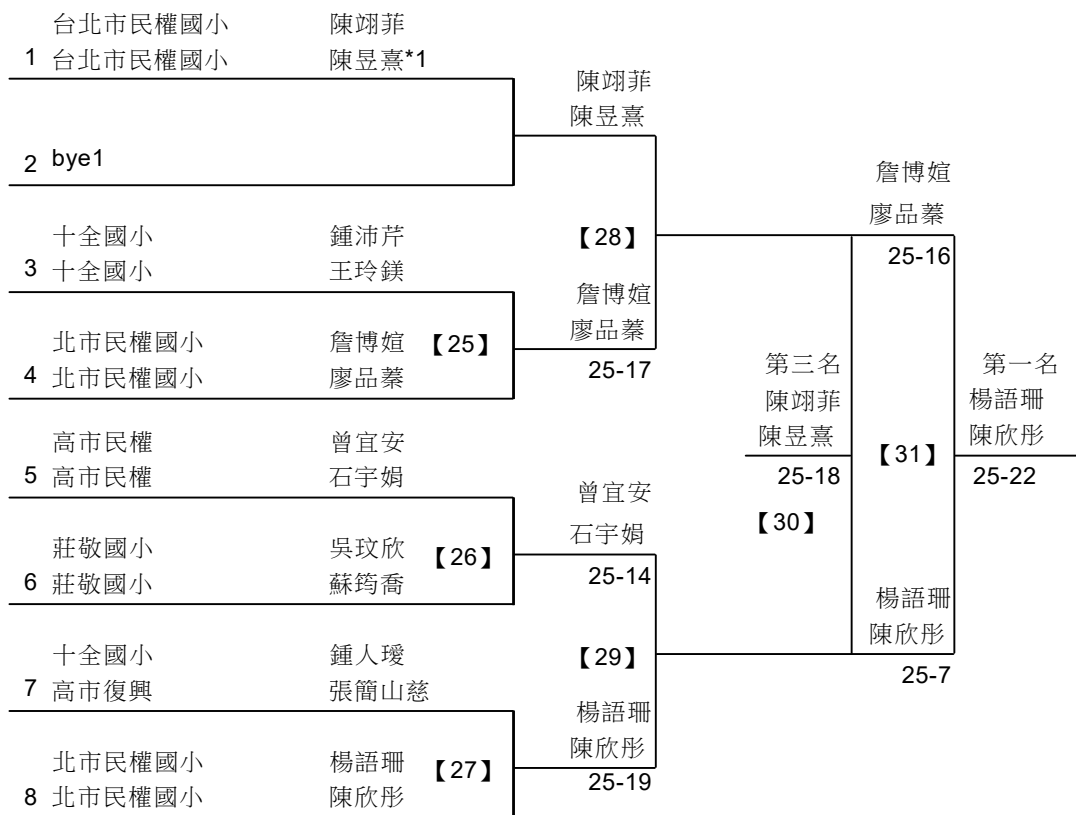 台北市民權國小 陳翊菲
1 台北市民權國小 陳昱熹*1
陳翊菲
陳昱熹
2 bye1
詹博媗
廖品蓁
25-16
十全國小 鍾沛芹
3 十全國小 王玲鎂
【28】
詹博媗
廖品蓁
25-17
北市民權國小 詹博媗 【25】
4 北市民權國小 廖品蓁
第三名
陳翊菲
陳昱熹
25-18
【30】
【31】
第一名
楊語珊
陳欣彤
25-22
高市民權 曾宜安
5 高市民權 石宇娟
曾宜安
石宇娟
25-14
莊敬國小 吳玟欣 【26】
6 莊敬國小 蘇筠喬
楊語珊
陳欣彤
25-7
十全國小 鍾人璦
7 高市復興 張簡山慈
【29】
楊語珊
陳欣彤
25-19
北市民權國小 楊語珊 【27】
8 北市民權國小 陳欣彤